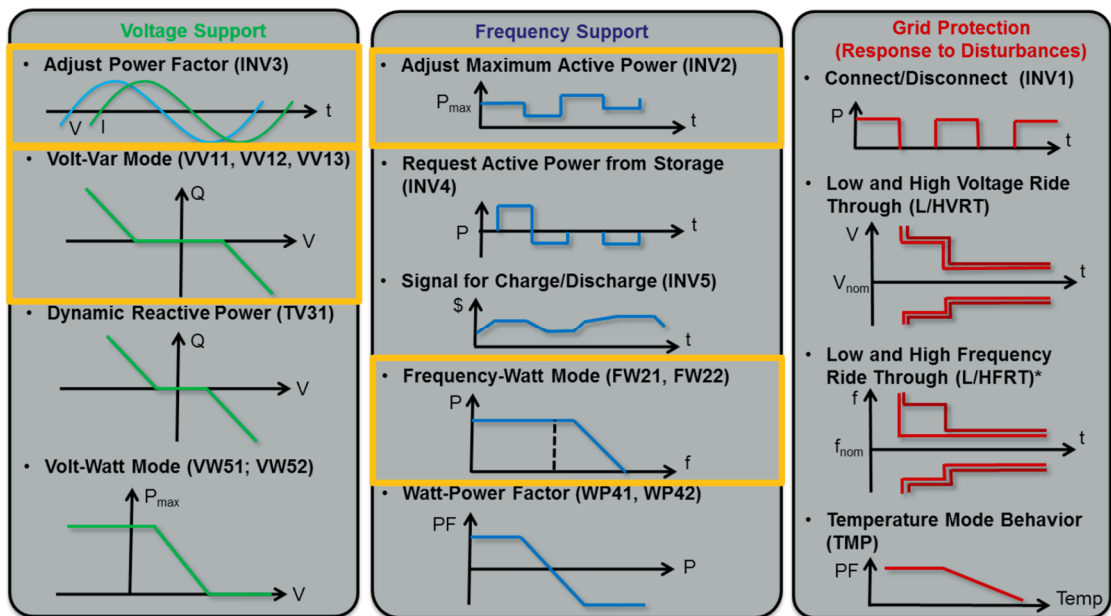 Voltage Support
• Adjust Power Factor (INV3)
t
V I
• Volt-Var Mode (VV11, VV12, VV13)
Q
V
• Dynamic Reactive Power (TV31)
Q
V
• Volt-Watt Mode (VW51; VW52)
Pmax
V
Frequency Support
• Adjust Maximum Active Power (INV2)
Pmax
t
• Request Active Power from Storage
(INV4)
P
t
• Signal for Charge/Discharge (INV5)
$
t
• Frequency-Watt Mode (FW21, FW22)
P
f
• Watt-Power Factor (WP41, WP42)
PF
P
Grid Protection
(Response to Disturbances)
• Connect/Disconnect (INV1)
P
t
• Low and High Voltage Ride
Through (L/HVRT)
V
t
Vnom
• Low and High Frequency
Ride Through (L/HFRT)*
f
t
fnom
• Temperature Mode Behavior
(TMP)
PF
Temp